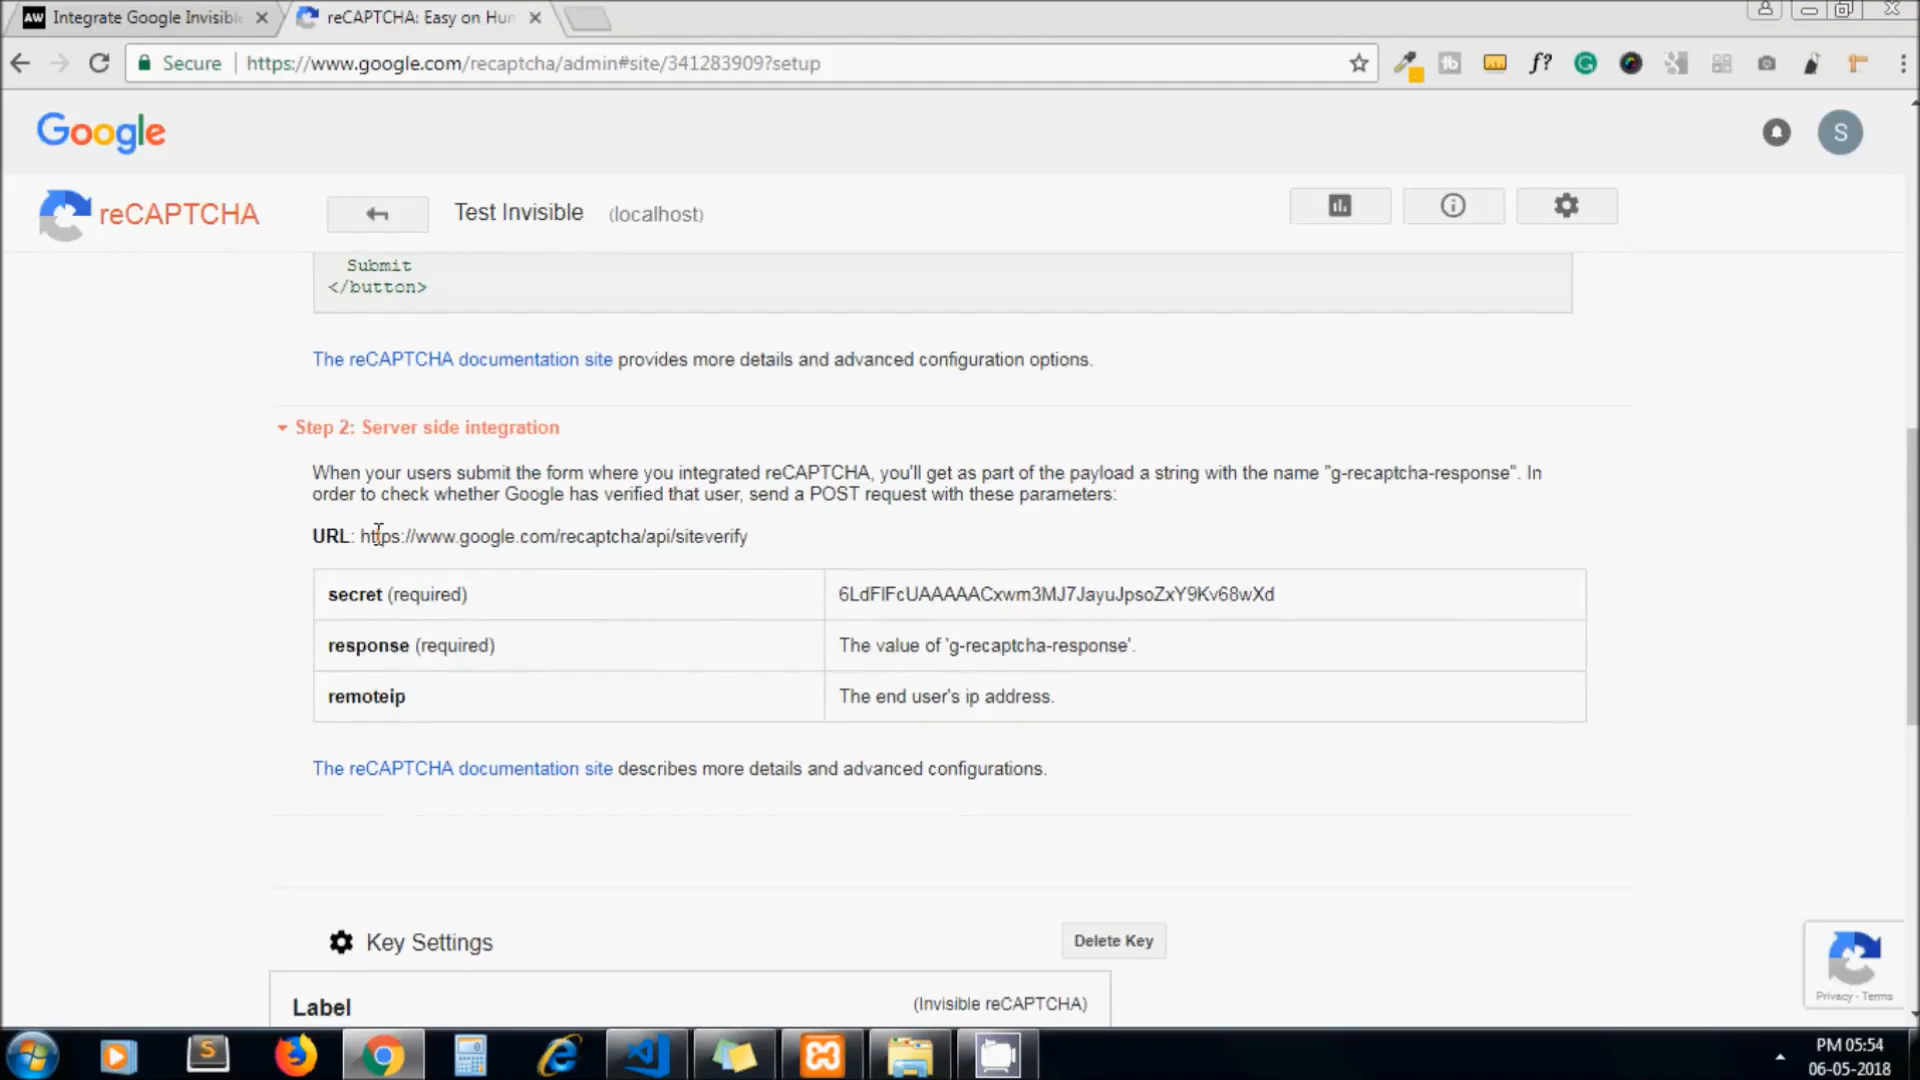 Integrate Google Invisibl
reCAPTCHA: Easy on Hum
Secure
https://www.google.com/recaptcha/admin#site/341283909?setup
f?
Google
S
reCAPTCHA
Test Invisible (localhost)
Submit
</button>
The reCAPTCHA documentation site provides more details and advanced configuration options.
Step 2: Server side integration
When your users submit the form where you integrated reCAPTCHA, you'll get as part of the payload a string with the name "g-recaptcha-response". In
order to check whether Google has verified that user, send a POST request with these parameters:
URL: https://www.google.com/recaptcha/api/siteverify
secret (required) 6LdFIFcUAAAAACxwm3MJ7JayuJpsoZxY9Kv68wXd
response (required) The value of 'g-recaptcha-response'.
remoteip The end user's ip address.
The reCAPTCHA documentation site describes more details and advanced configurations.
Key Settings
Delete Key
Label (Invisible reCAPTCHA)
Privacy - Terms
PM 05:54
06-05-2018